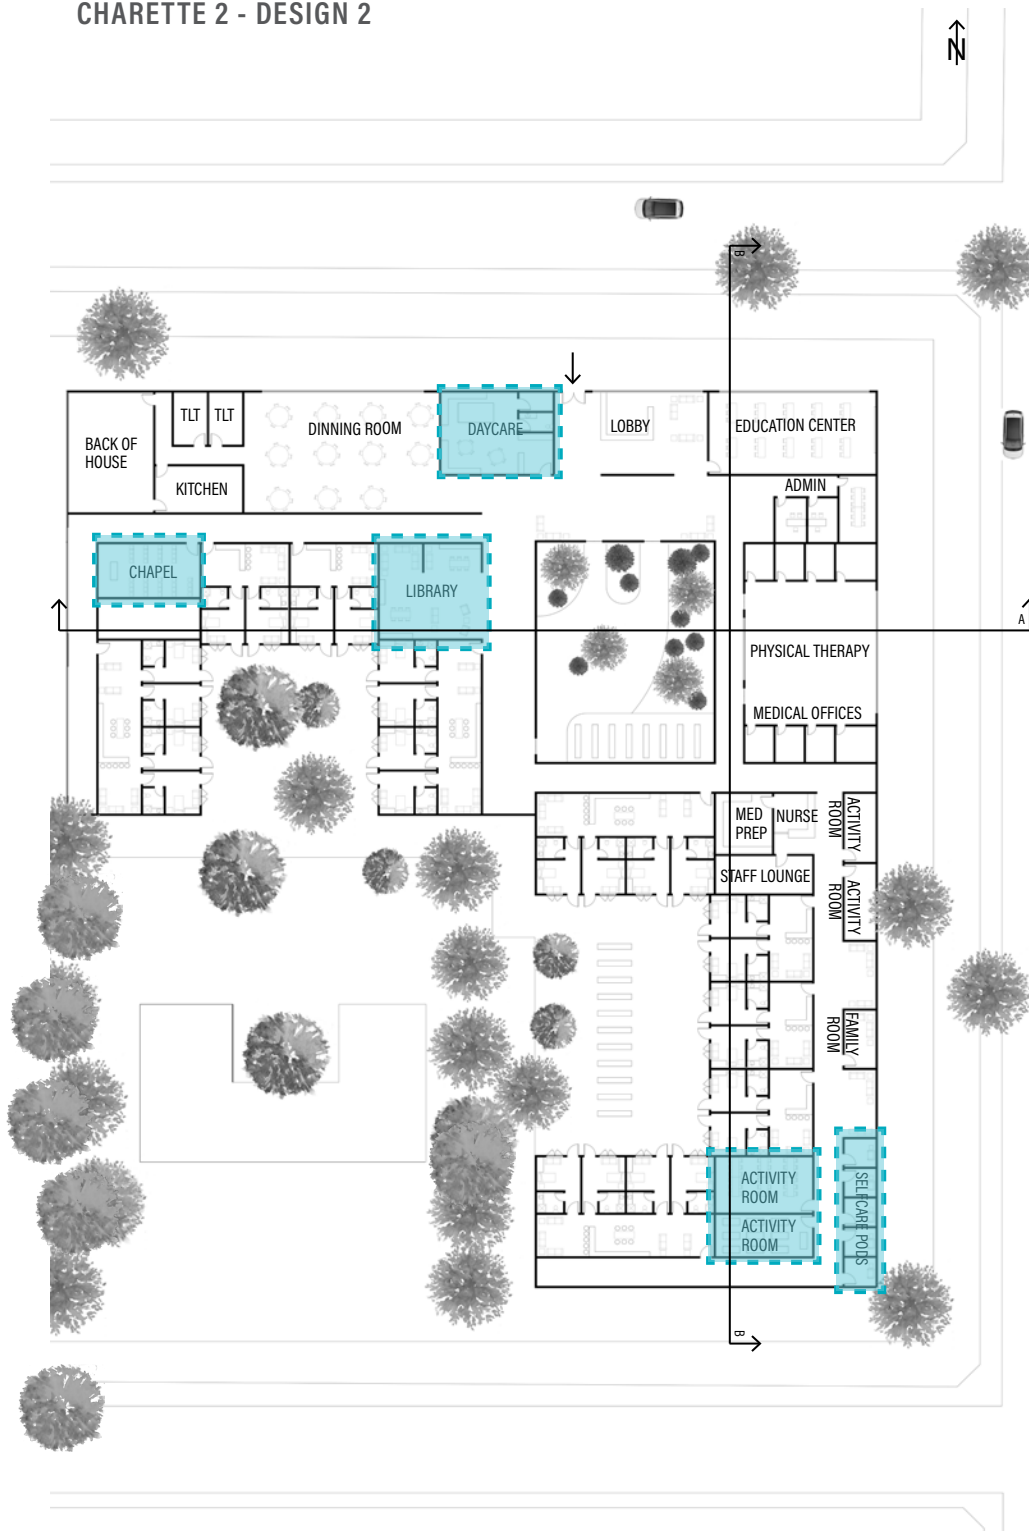 CHARETTE 2 - DESIGN 2
N
B
TLT
TLT
DINNING ROOM
DAYCARE
LOBBY
EDUCATION CENTER
BACK OF
HOUSE
KITCHEN
ADMIN
CHAPEL
LIBRARY
A
PHYSICAL THERAPY
MEDICAL OFFICES
MED
PREP
NURSE
ACTIVITY
ROOM
STAFF LOUNGE
ACTIVITY
ROOM
FAMILY
ROOM
ACTIVITY
ROOM
ACTIVITY
ROOM
SELFCARE PODS
B